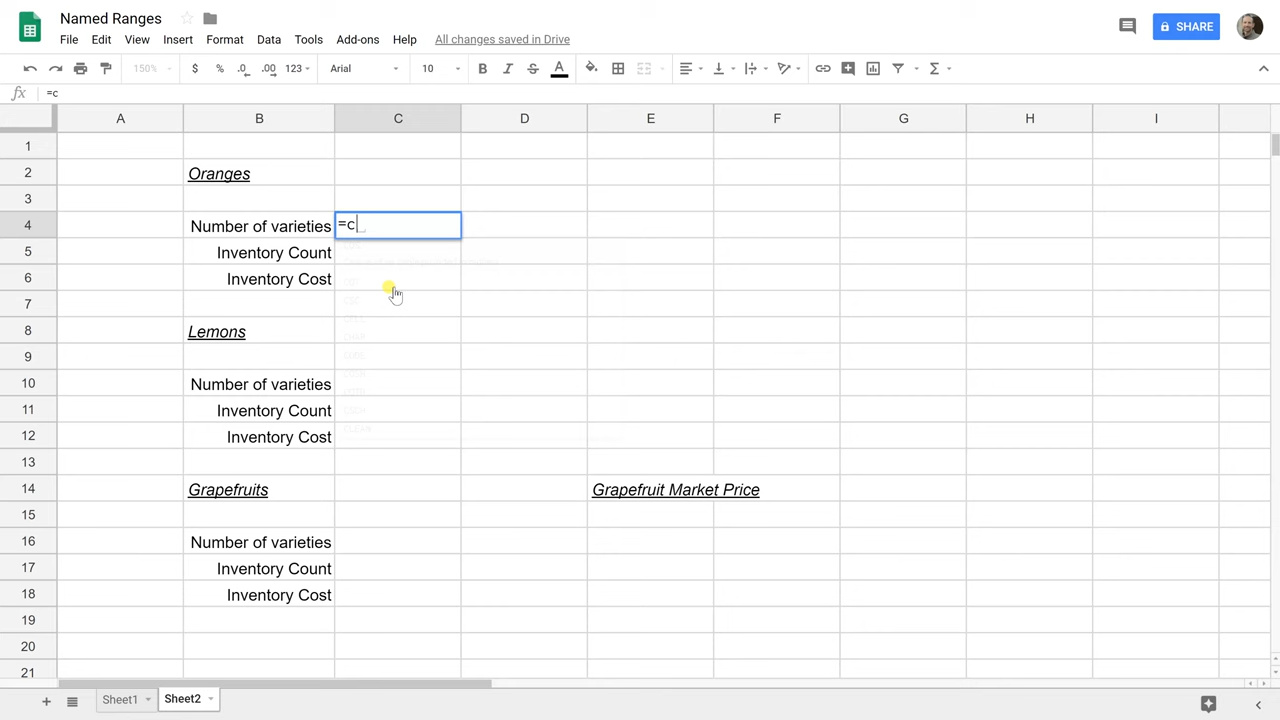 Named Ranges
File Edit View Insert Format Data Tools Add-ons Help All changes saved in Drive
SHARE
150% $ % .0 .00 123 Arial 10 B I S A Σ
fx =c
A B C D E F G H I
1
2 Oranges
3
4 Number of varieties =c
5 Inventory Count
6 Inventory Cost
7
8 Lemons
9
10 Number of varieties
11 Inventory Count
12 Inventory Cost
13
14 Grapefruits Grapefruit Market Price
15
16 Number of varieties
17 Inventory Count
18 Inventory Cost
19
20
21
+ Sheet1 Sheet2